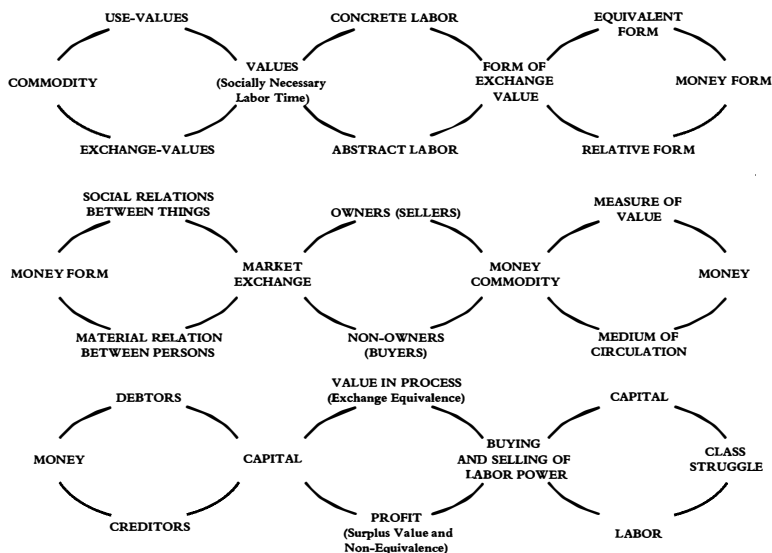 USE-VALUES
CONCRETE LABOR
EQUIVALENT
FORM
COMMODITY
VALUES
(Socially Necessary
Labor Time)
FORM OF
EXCHANGE
VALUE
MONEY FORM
EXCHANGE-VALUES
ABSTRACT LABOR
RELATIVE FORM
SOCIAL RELATIONS
BETWEEN THINGS
OWNERS (SELLERS)
MEASURE OF
VALUE
MONEY FORM
MARKET
EXCHANGE
MONEY
COMMODITY
MONEY
MATERIAL RELATION
BETWEEN PERSONS
NON-OWNERS
(BUYERS)
MEDIUM OF
CIRCULATION
DEBTORS
VALUE IN PROCESS
(Exchange Equivalence)
CAPITAL
MONEY
CAPITAL
BUYING
AND SELLING OF
LABOR POWER
CLASS
STRUGGLE
CREDITORS
PROFIT
(Surplus Value and
Non-Equivalence)
LABOR